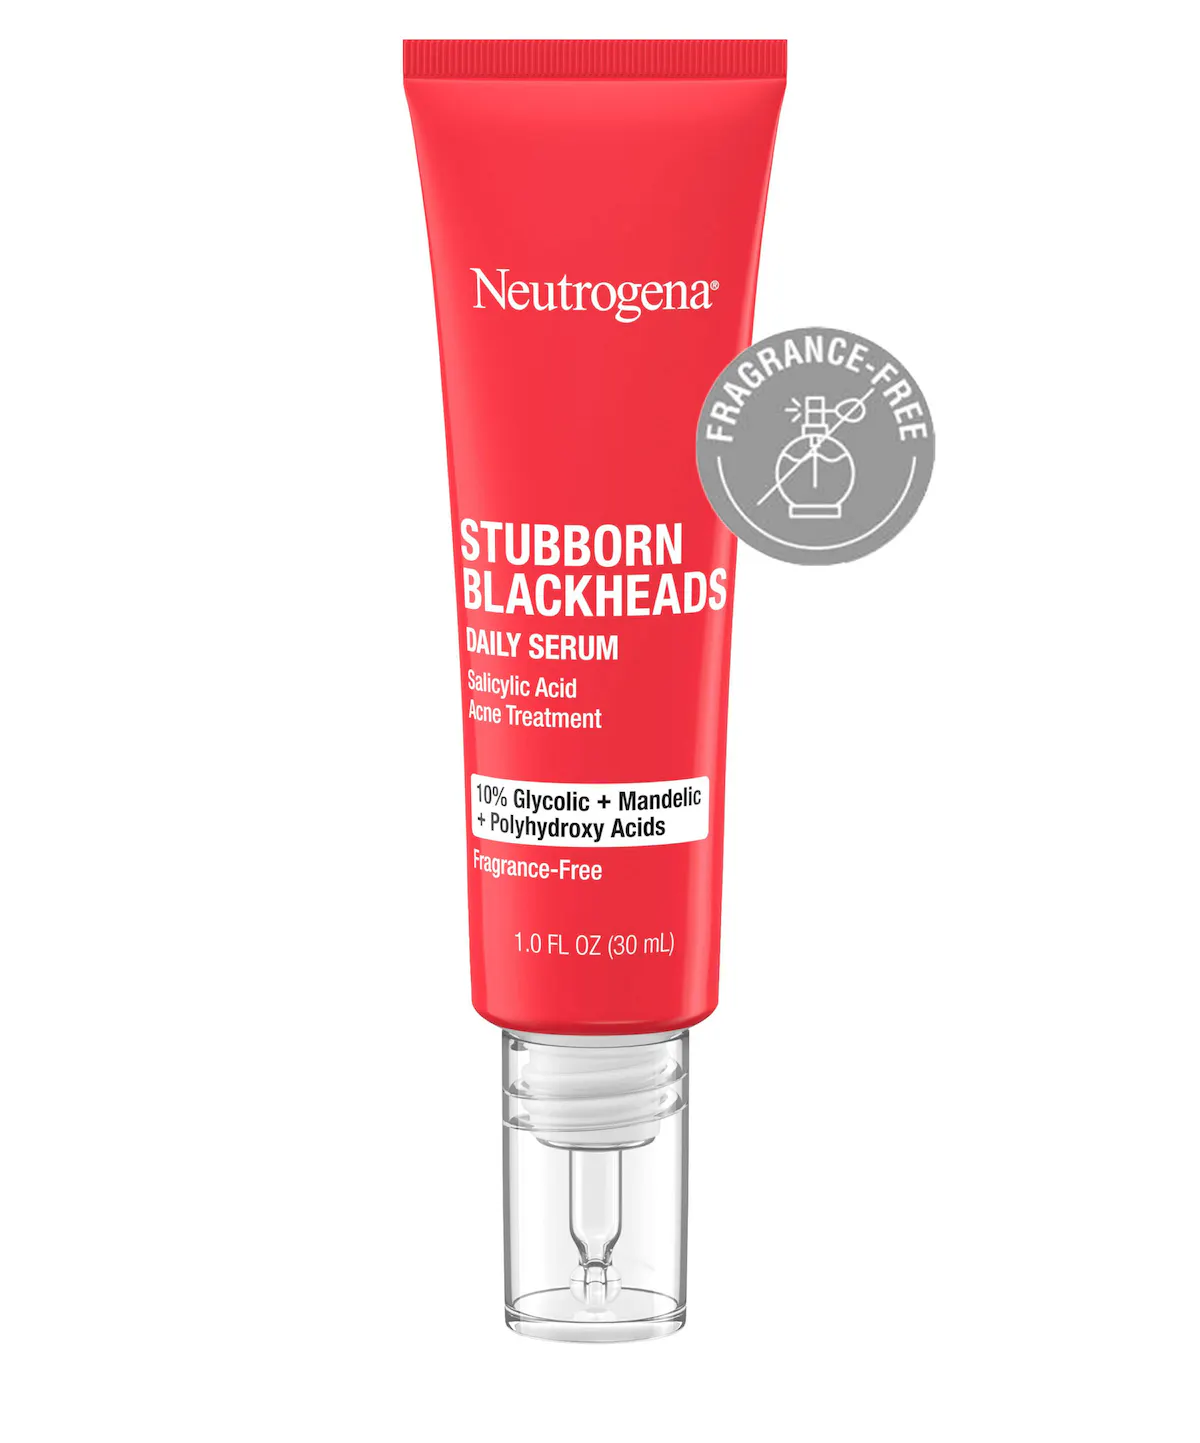 Neutrogena®
FRAGRANCE-FREE
STUBBORN
BLACKHEADS
DAILY SERUM
Salicylic Acid
Acne Treatment
10% Glycolic + Mandelic
+ Polyhydroxy Acids
Fragrance-Free
1.0 FL OZ (30 mL)